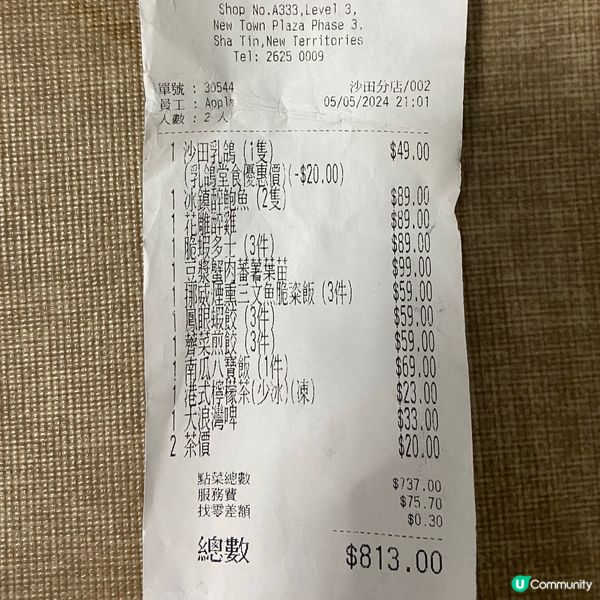 Shop No.A333,Level 3,
New Town Plaza Phase 3,
Sha Tin,New Territories
Tel: 2625 0009
單號 : 30544 沙田分店/002
員工 : Apple 05/05/2024 21:01
人數 : 2 人
1 沙田乳鴿 (1隻) $49.00
(乳鴿堂食優惠價)(-$20.00)
1 冰鎮醉鮑魚 (2隻) $89.00
1 花雕醉雞 $89.00
1 脆蝦多士 (3件) $89.00
1 豆漿蟹肉蕃薯葉苗 $99.00
1 挪威煙熏三文魚脆粢飯 (3件) $59.00
1 鳳眼蝦餃 (3件) $59.00
1 薺菜煎餃 (3件) $59.00
1 南瓜八寶飯 (1件) $69.00
1 港式檸檬茶(少冰)(凍) $23.00
1 大浪灣啤 $33.00
2 茶價 $20.00
點菜總數 $737.00
服務費 $75.70
找零差額 $0.30
總數 $813.00
U Community